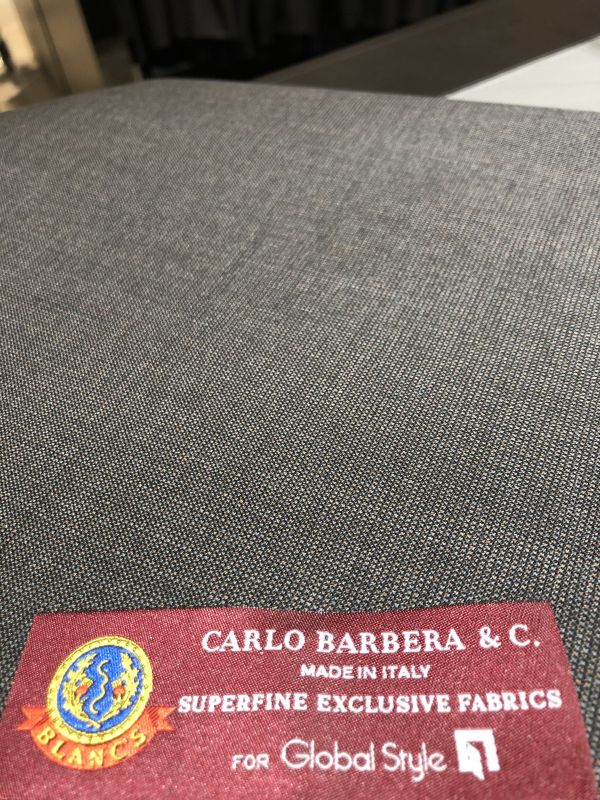 CARLO BARBERA & C.
MADE IN ITALY
SUPERFINE EXCLUSIVE FABRICS
FOR Global Style
BLANCS